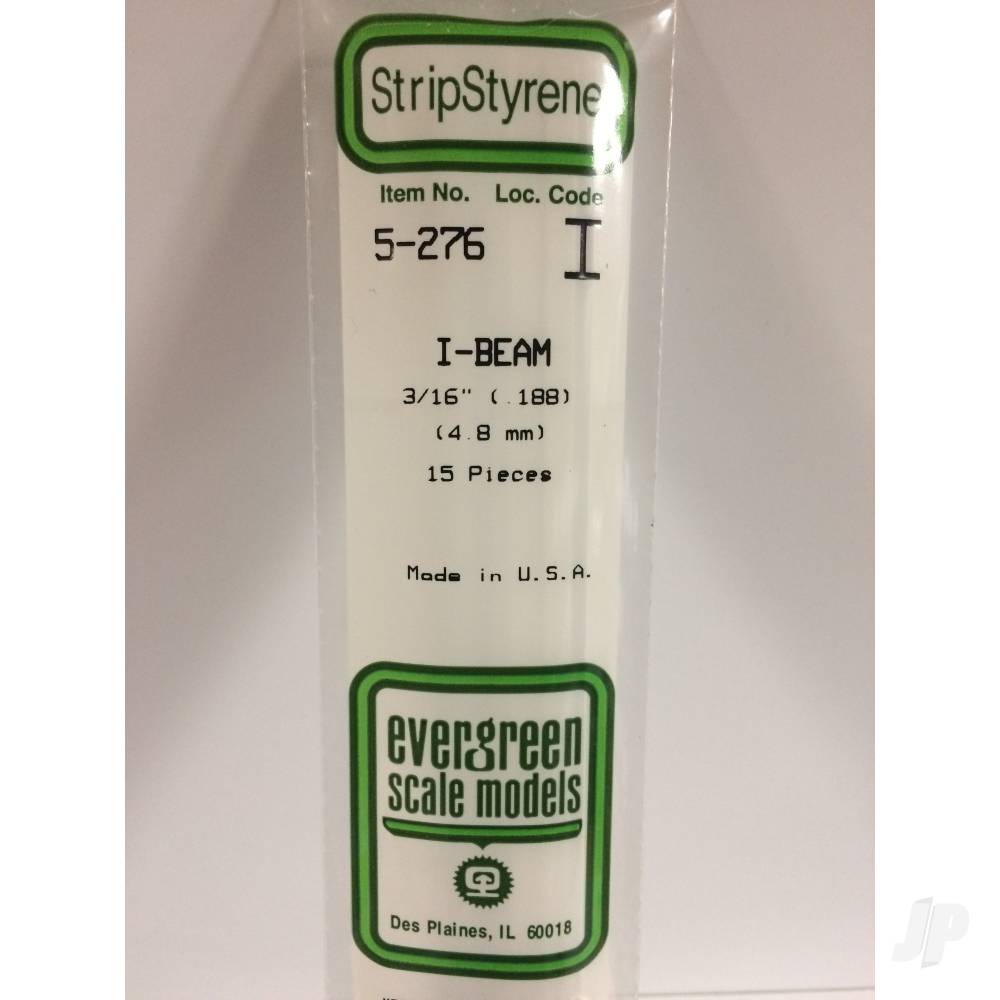 StripStyrene
Item No. Loc. Code
5-276 I
I-BEAM
3/16" (.188)
(4.8 mm)
15 Pieces
Made in U.S.A.
evergreen
scale models
Des Plaines, IL 60018
JP